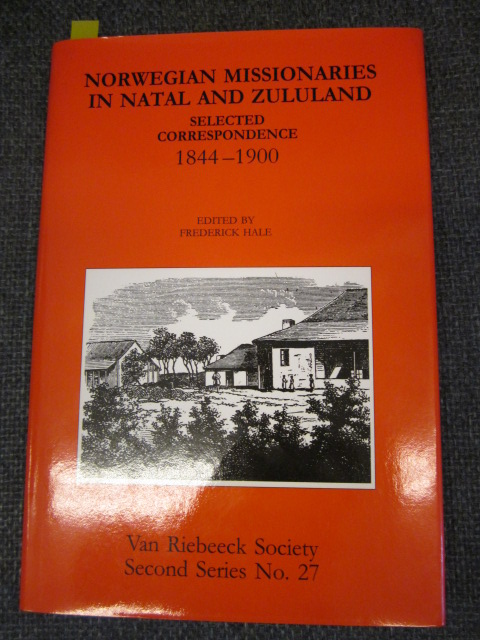 NORWEGIAN MISSIONARIES
IN NATAL AND ZULULAND
SELECTED
CORRESPONDENCE
1844–1900
EDITED BY
FREDERICK HALE
Van Riebeeck Society
Second Series No. 27